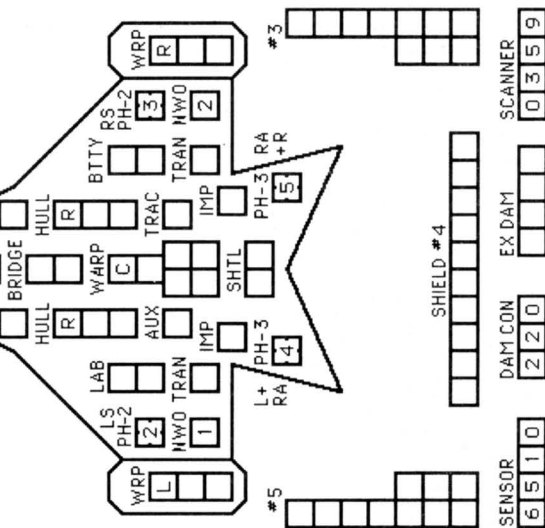 BRIDGE
HULL
R
HULL
R
LAB
WARP
C
BTTY
LS
PH-2
2
RS
PH-2
3
WRP
L
WRP
R
AUX
TRAC
NWO
1
TRAN
TRAN
NWO
2
IMP
IMP
SHTL
L+
RA
PH-3
4
PH-3
5
RA
+R
#5
#3
SHIELD #4
SENSOR
6 5 1 0
DAM CON
2 2 0
EX DAM
SCANNER
0 3 5 9